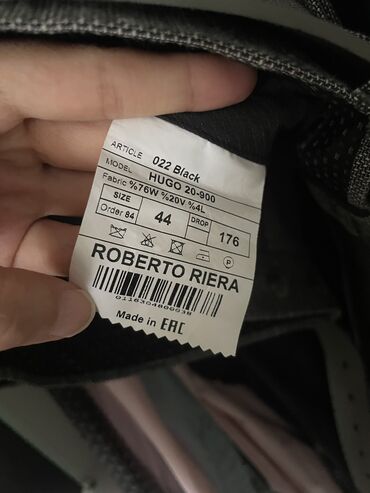 ARTICLE 022 Black
MODEL HUGO 20-900
Fabric %76W %20V %4L
SIZE 44 DROP 176
Order 84
P
ROBERTO RIERA
Made in EAC